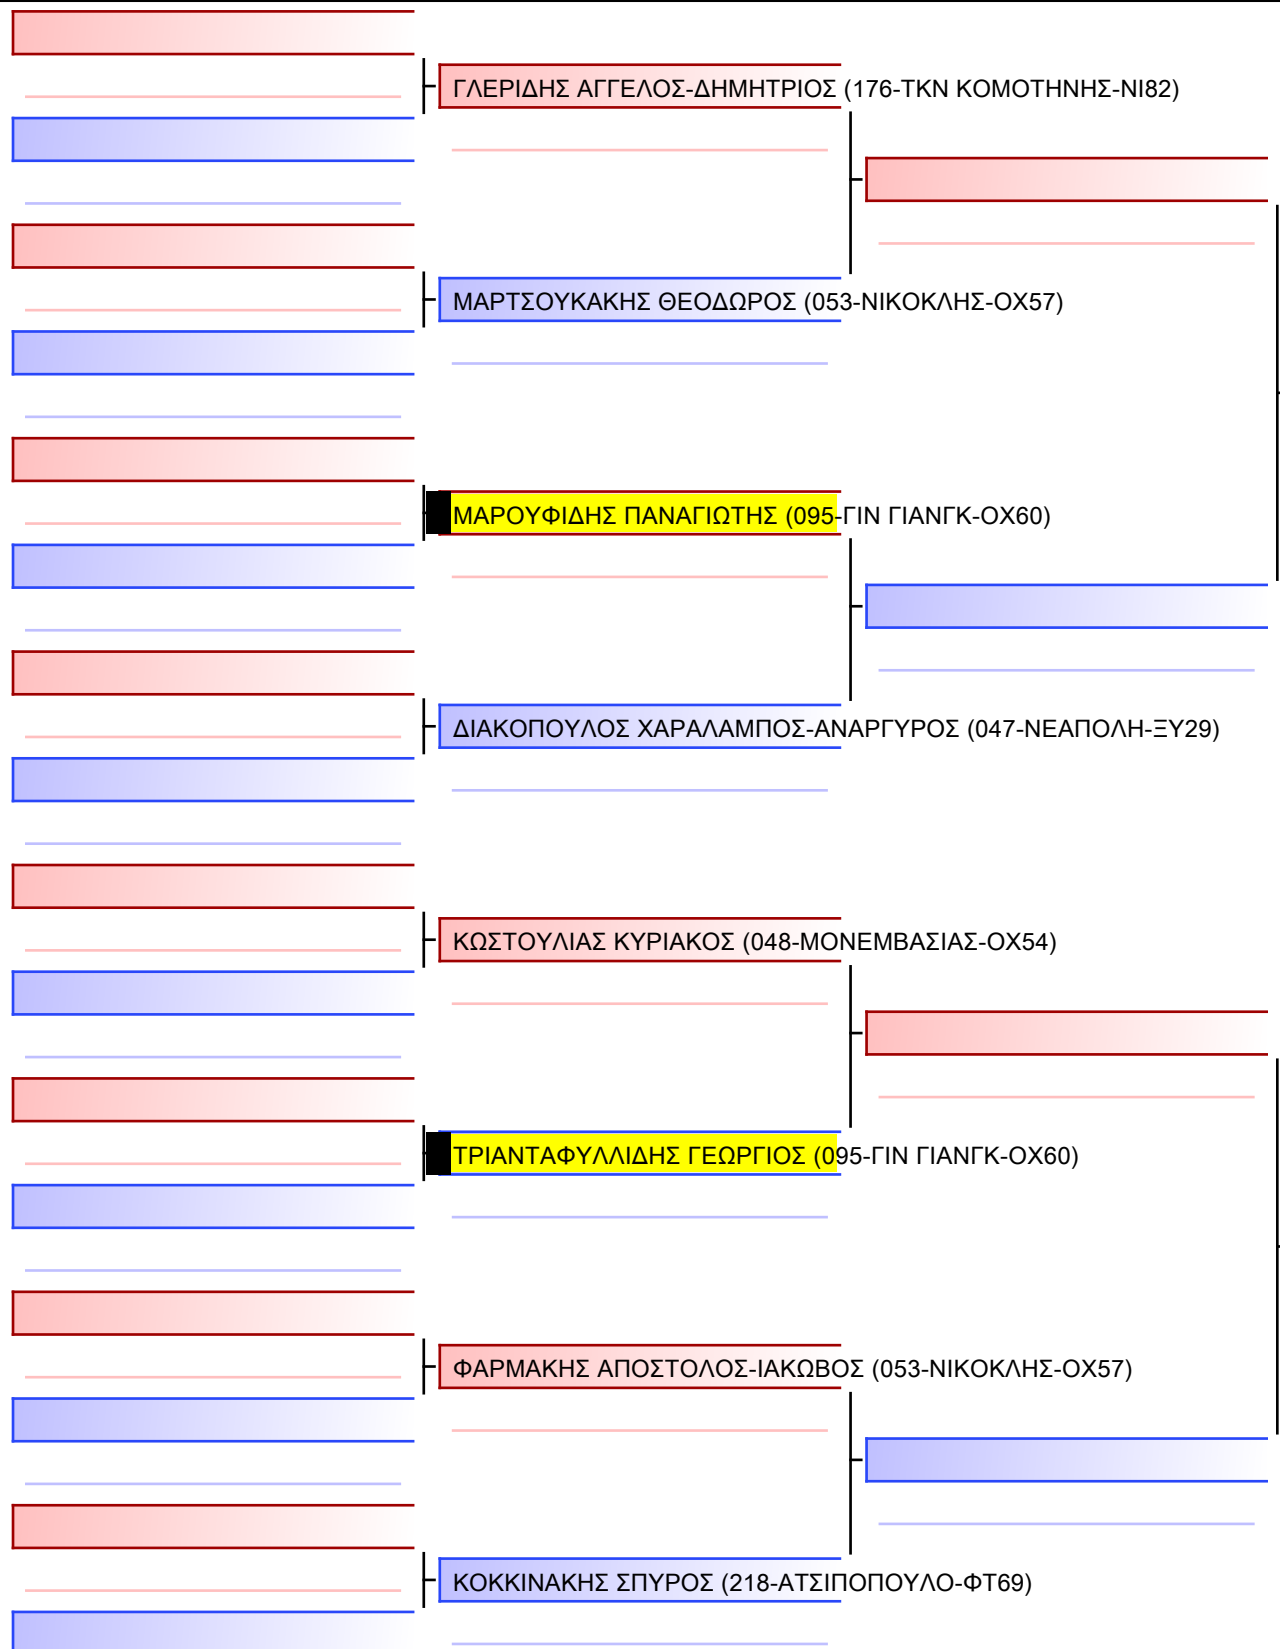 ΓΛΕΡΙΔΗΣ ΑΓΓΕΛΟΣ-ΔΗΜΗΤΡΙΟΣ (176-ΤΚΝ ΚΟΜΟΤΗΝΗΣ-ΝΙ82)
ΜΑΡΤΣΟΥΚΑΚΗΣ ΘΕΟΔΩΡΟΣ (053-ΝΙΚΟΚΛΗΣ-ΟΧ57)
ΜΑΡΟΥΦΙΔΗΣ ΠΑΝΑΓΙΩΤΗΣ (095-ΓΙΝ ΓΙΑΝΓΚ-ΟΧ60)
ΔΙΑΚΟΠΟΥΛΟΣ ΧΑΡΑΛΑΜΠΟΣ-ΑΝΑΡΓΥΡΟΣ (047-ΝΕΑΠΟΛΗ-ΞΥ29)
ΚΩΣΤΟΥΛΙΑΣ ΚΥΡΙΑΚΟΣ (048-ΜΟΝΕΜΒΑΣΙΑΣ-ΟΧ54)
ΤΡΙΑΝΤΑΦΥΛΛΙΔΗΣ ΓΕΩΡΓΙΟΣ (095-ΓΙΝ ΓΙΑΝΓΚ-ΟΧ60)
ΦΑΡΜΑΚΗΣ ΑΠΟΣΤΟΛΟΣ-ΙΑΚΩΒΟΣ (053-ΝΙΚΟΚΛΗΣ-ΟΧ57)
ΚΟΚΚΙΝΑΚΗΣ ΣΠΥΡΟΣ (218-ΑΤΣΙΠΟΠΟΥΛΟ-ΦΤ69)